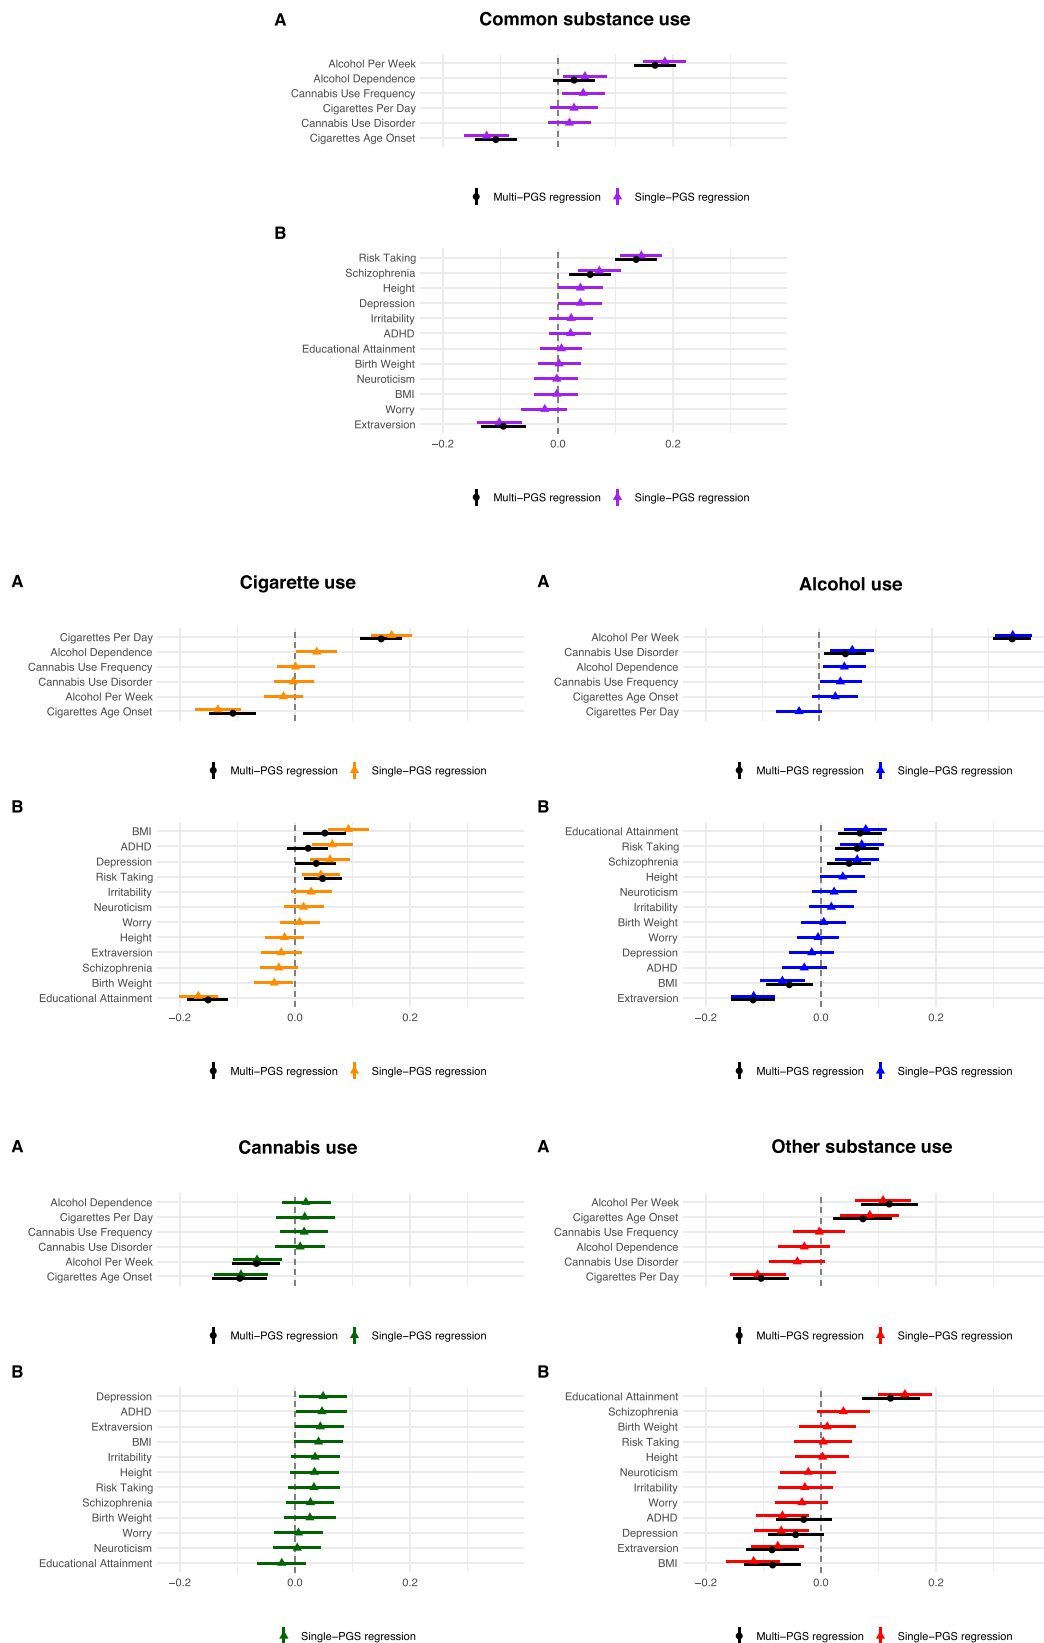 A
Common substance use
Alcohol Per Week
Alcohol Dependence
Cannabis Use Frequency
Cigarettes Per Day
Cannabis Use Disorder
Cigarettes Age Onset
Multi−PGS regression Single−PGS regression
B
Risk Taking
Schizophrenia
Height
Depression
Irritability
ADHD
Educational Attainment
Birth Weight
Neuroticism
BMI
Worry
Extraversion
−0.2 0.0 0.2
Multi−PGS regression Single−PGS regression
A
Cigarette use
Cigarettes Per Day
Alcohol Dependence
Cannabis Use Frequency
Cannabis Use Disorder
Alcohol Per Week
Cigarettes Age Onset
Multi−PGS regression Single−PGS regression
B
BMI
ADHD
Depression
Risk Taking
Irritability
Neuroticism
Worry
Height
Extraversion
Schizophrenia
Birth Weight
Educational Attainment
−0.2 0.0 0.2
Multi−PGS regression Single−PGS regression
A
Alcohol use
Alcohol Per Week
Cannabis Use Disorder
Alcohol Dependence
Cannabis Use Frequency
Cigarettes Age Onset
Cigarettes Per Day
Multi−PGS regression Single−PGS regression
B
Educational Attainment
Risk Taking
Schizophrenia
Height
Neuroticism
Irritability
Birth Weight
Worry
Depression
ADHD
BMI
Extraversion
−0.2 0.0 0.2
Multi−PGS regression Single−PGS regression
A
Cannabis use
Alcohol Dependence
Cigarettes Per Day
Cannabis Use Frequency
Cannabis Use Disorder
Alcohol Per Week
Cigarettes Age Onset
Multi−PGS regression Single−PGS regression
B
Depression
ADHD
Extraversion
BMI
Irritability
Height
Risk Taking
Schizophrenia
Birth Weight
Worry
Neuroticism
Educational Attainment
−0.2 0.0 0.2
Single−PGS regression
A
Other substance use
Alcohol Per Week
Cigarettes Age Onset
Cannabis Use Frequency
Alcohol Dependence
Cannabis Use Disorder
Cigarettes Per Day
Multi−PGS regression Single−PGS regression
B
Educational Attainment
Schizophrenia
Birth Weight
Risk Taking
Height
Neuroticism
Irritability
Worry
ADHD
Depression
Extraversion
BMI
−0.2 0.0 0.2
Multi−PGS regression Single−PGS regression